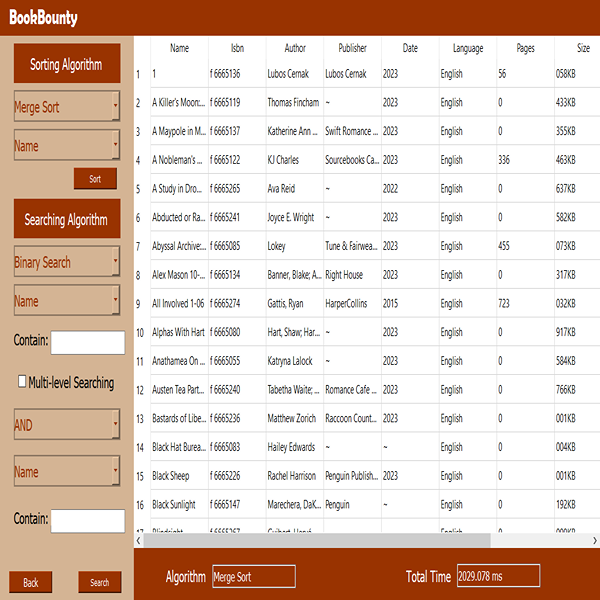 BookBounty
Sorting Algorithm
Merge Sort
Name
Sort
Searching Algorithm
Binary Search
Name
Contain:
Multi-level Searching
AND
Name
Contain:
Back Search
Name Isbn Author Publisher Date Language Pages Size
1 1 f 6665136 Lubos Cernak Lubos Cernak 2023 English 56 058KB
2 A Killer's Moon:... f 6665119 Thomas Fincham ~ 2023 English 0 433KB
3 A Maypole in M... f 6665137 Katherine Ann ... Swift Romance ... 2023 English 0 355KB
4 A Nobleman's ... f 6665122 KJ Charles Sourcebooks Ca... 2023 English 336 463KB
5 A Study in Dro... f 6665265 Ava Reid ~ 2022 English 0 637KB
6 Abducted or Ra... f 6665241 Joyce E. Wright ~ 2023 English 0 582KB
7 Abyssal Archive:... f 6665085 Lokey Tune & Fairwea... 2023 English 455 073KB
8 Alex Mason 10-... f 6665134 Banner, Blake; A... Right House 2023 English 0 317KB
9 All Involved 1-06 f 6665274 Gattis, Ryan HarperCollins 2015 English 723 032KB
10 Alphas With Hart f 6665080 Hart, Shaw; Har... ~ 2023 English 0 917KB
11 Anathamea On ... f 6665055 Katryna Lalock ~ 2023 English 0 584KB
12 Austen Tea Part... f 6665240 Tabetha Waite; ... Romance Cafe ... 2023 English 0 766KB
13 Bastards of Libe... f 6665236 Matthew Zorich Raccoon Count... 2023 English 0 001KB
14 Black Hat Burea... f 6665083 Hailey Edwards ~ ~ English 0 004KB
15 Black Sheep f 6665226 Rachel Harrison Penguin Publish... 2023 English 0 001KB
16 Black Sunlight f 6665147 Marechera, DaK... Penguin ~ English 0 192KB
Algorithm Merge Sort Total Time 2029.078 ms